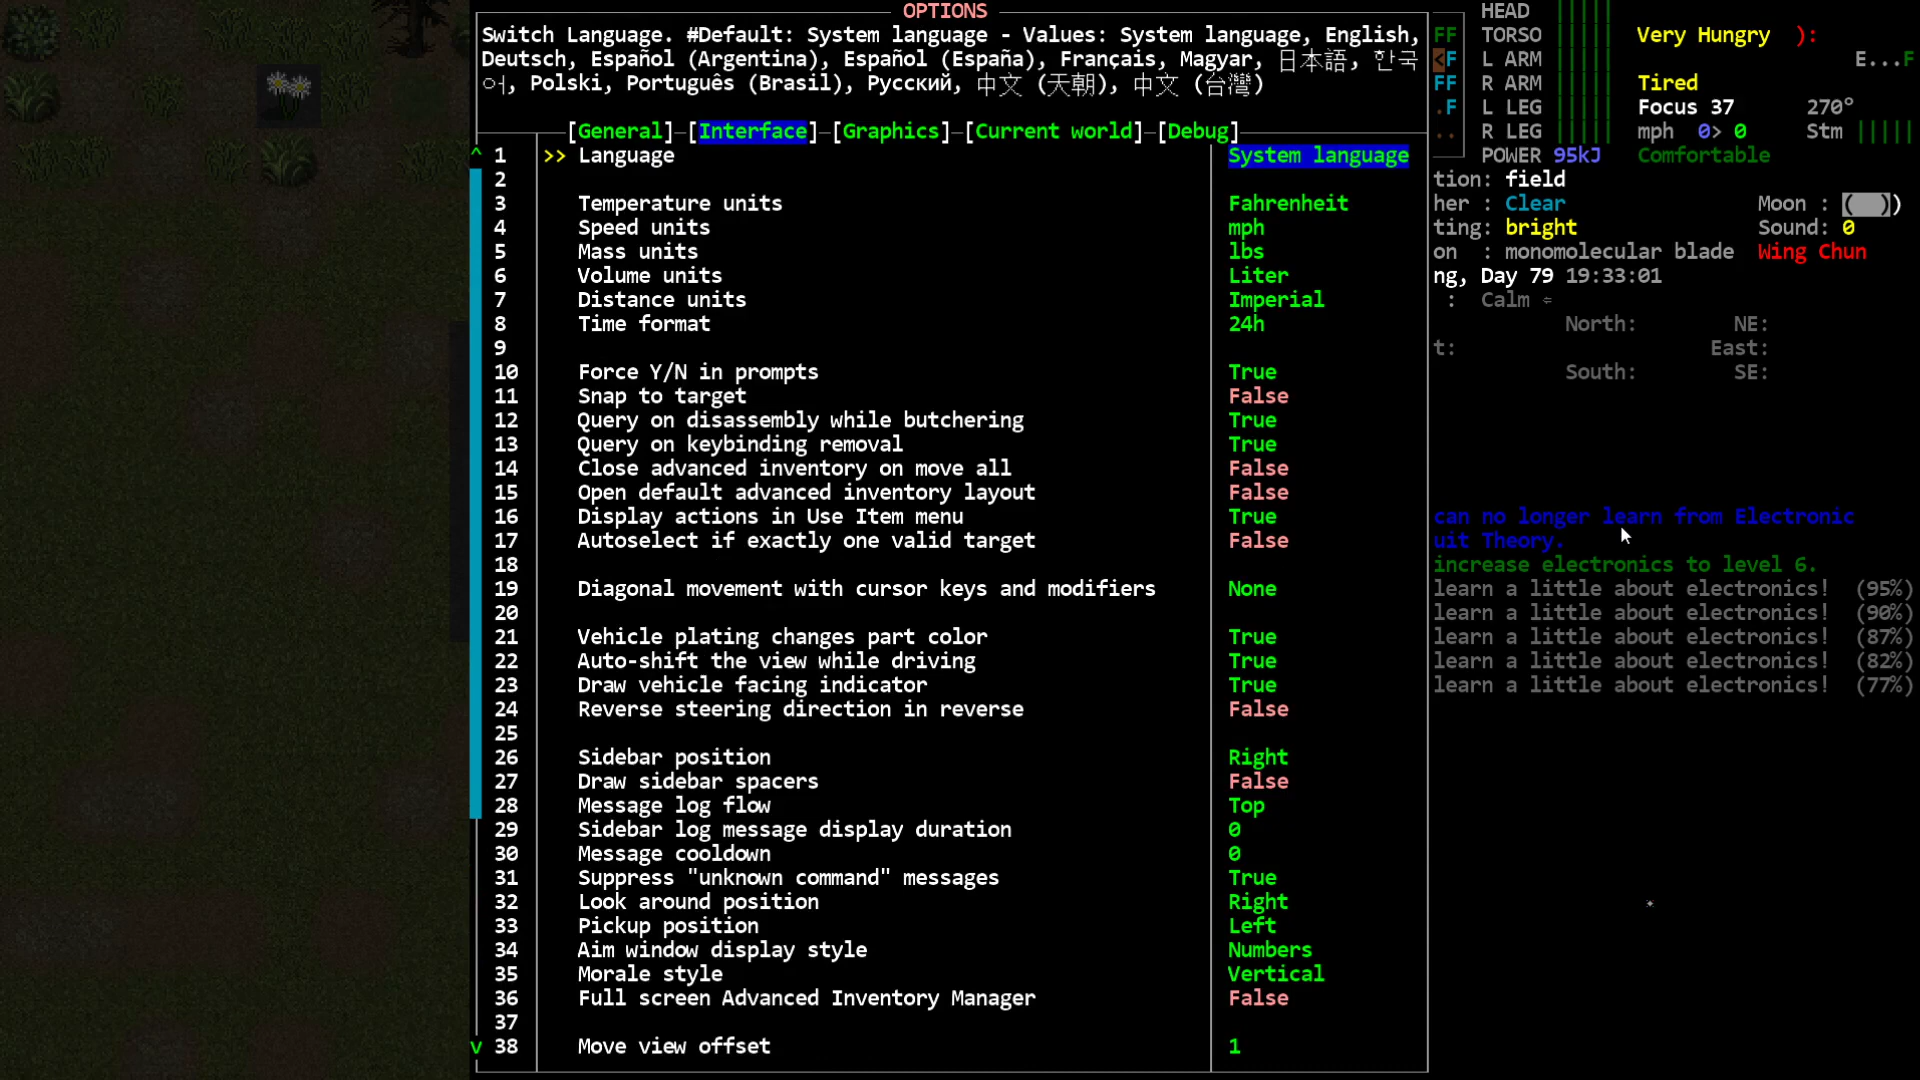 OPTIONS
Switch Language. #Default: System language - Values: System language, English,
Deutsch, Español (Argentina), Español (España), Français, Magyar, 日本語, 한국
어, Polski, Português (Brasil), Русский, 中文 (天朝), 中文 (台灣)
[General]—[Interface]—[Graphics]—[Current world]—[Debug]
^ 1 >> Language System language
2
3 Temperature units Fahrenheit
4 Speed units mph
5 Mass units lbs
6 Volume units Liter
7 Distance units Imperial
8 Time format 24h
9
10 Force Y/N in prompts True
11 Snap to target False
12 Query on disassembly while butchering True
13 Query on keybinding removal True
14 Close advanced inventory on move all False
15 Open default advanced inventory layout False
16 Display actions in Use Item menu True
17 Autoselect if exactly one valid target False
18
19 Diagonal movement with cursor keys and modifiers None
20
21 Vehicle plating changes part color True
22 Auto-shift the view while driving True
23 Draw vehicle facing indicator True
24 Reverse steering direction in reverse False
25
26 Sidebar position Right
27 Draw sidebar spacers False
28 Message log flow Top
29 Sidebar log message display duration 0
30 Message cooldown 0
31 Suppress "unknown command" messages True
32 Look around position Right
33 Pickup position Left
34 Aim window display style Numbers
35 Morale style Vertical
36 Full screen Advanced Inventory Manager False
37
v 38 Move view offset 1
HEAD
FF TORSO Very Hungry ):
<F L ARM E...F
FF R ARM Tired
.F L LEG Focus 37 270°
.. R LEG mph 0> 0 Stm
POWER 95kJ Comfortable
tion: field
her : Clear Moon : ( ))
ting: bright Sound: 0
on : monomolecular blade Wing Chun
ng, Day 79 19:33:01
: Calm ⇐
North: NE:
t: East:
South: SE:
can no longer learn from Electronic
uit Theory.
increase electronics to level 6.
learn a little about electronics! (95%)
learn a little about electronics! (90%)
learn a little about electronics! (87%)
learn a little about electronics! (82%)
learn a little about electronics! (77%)